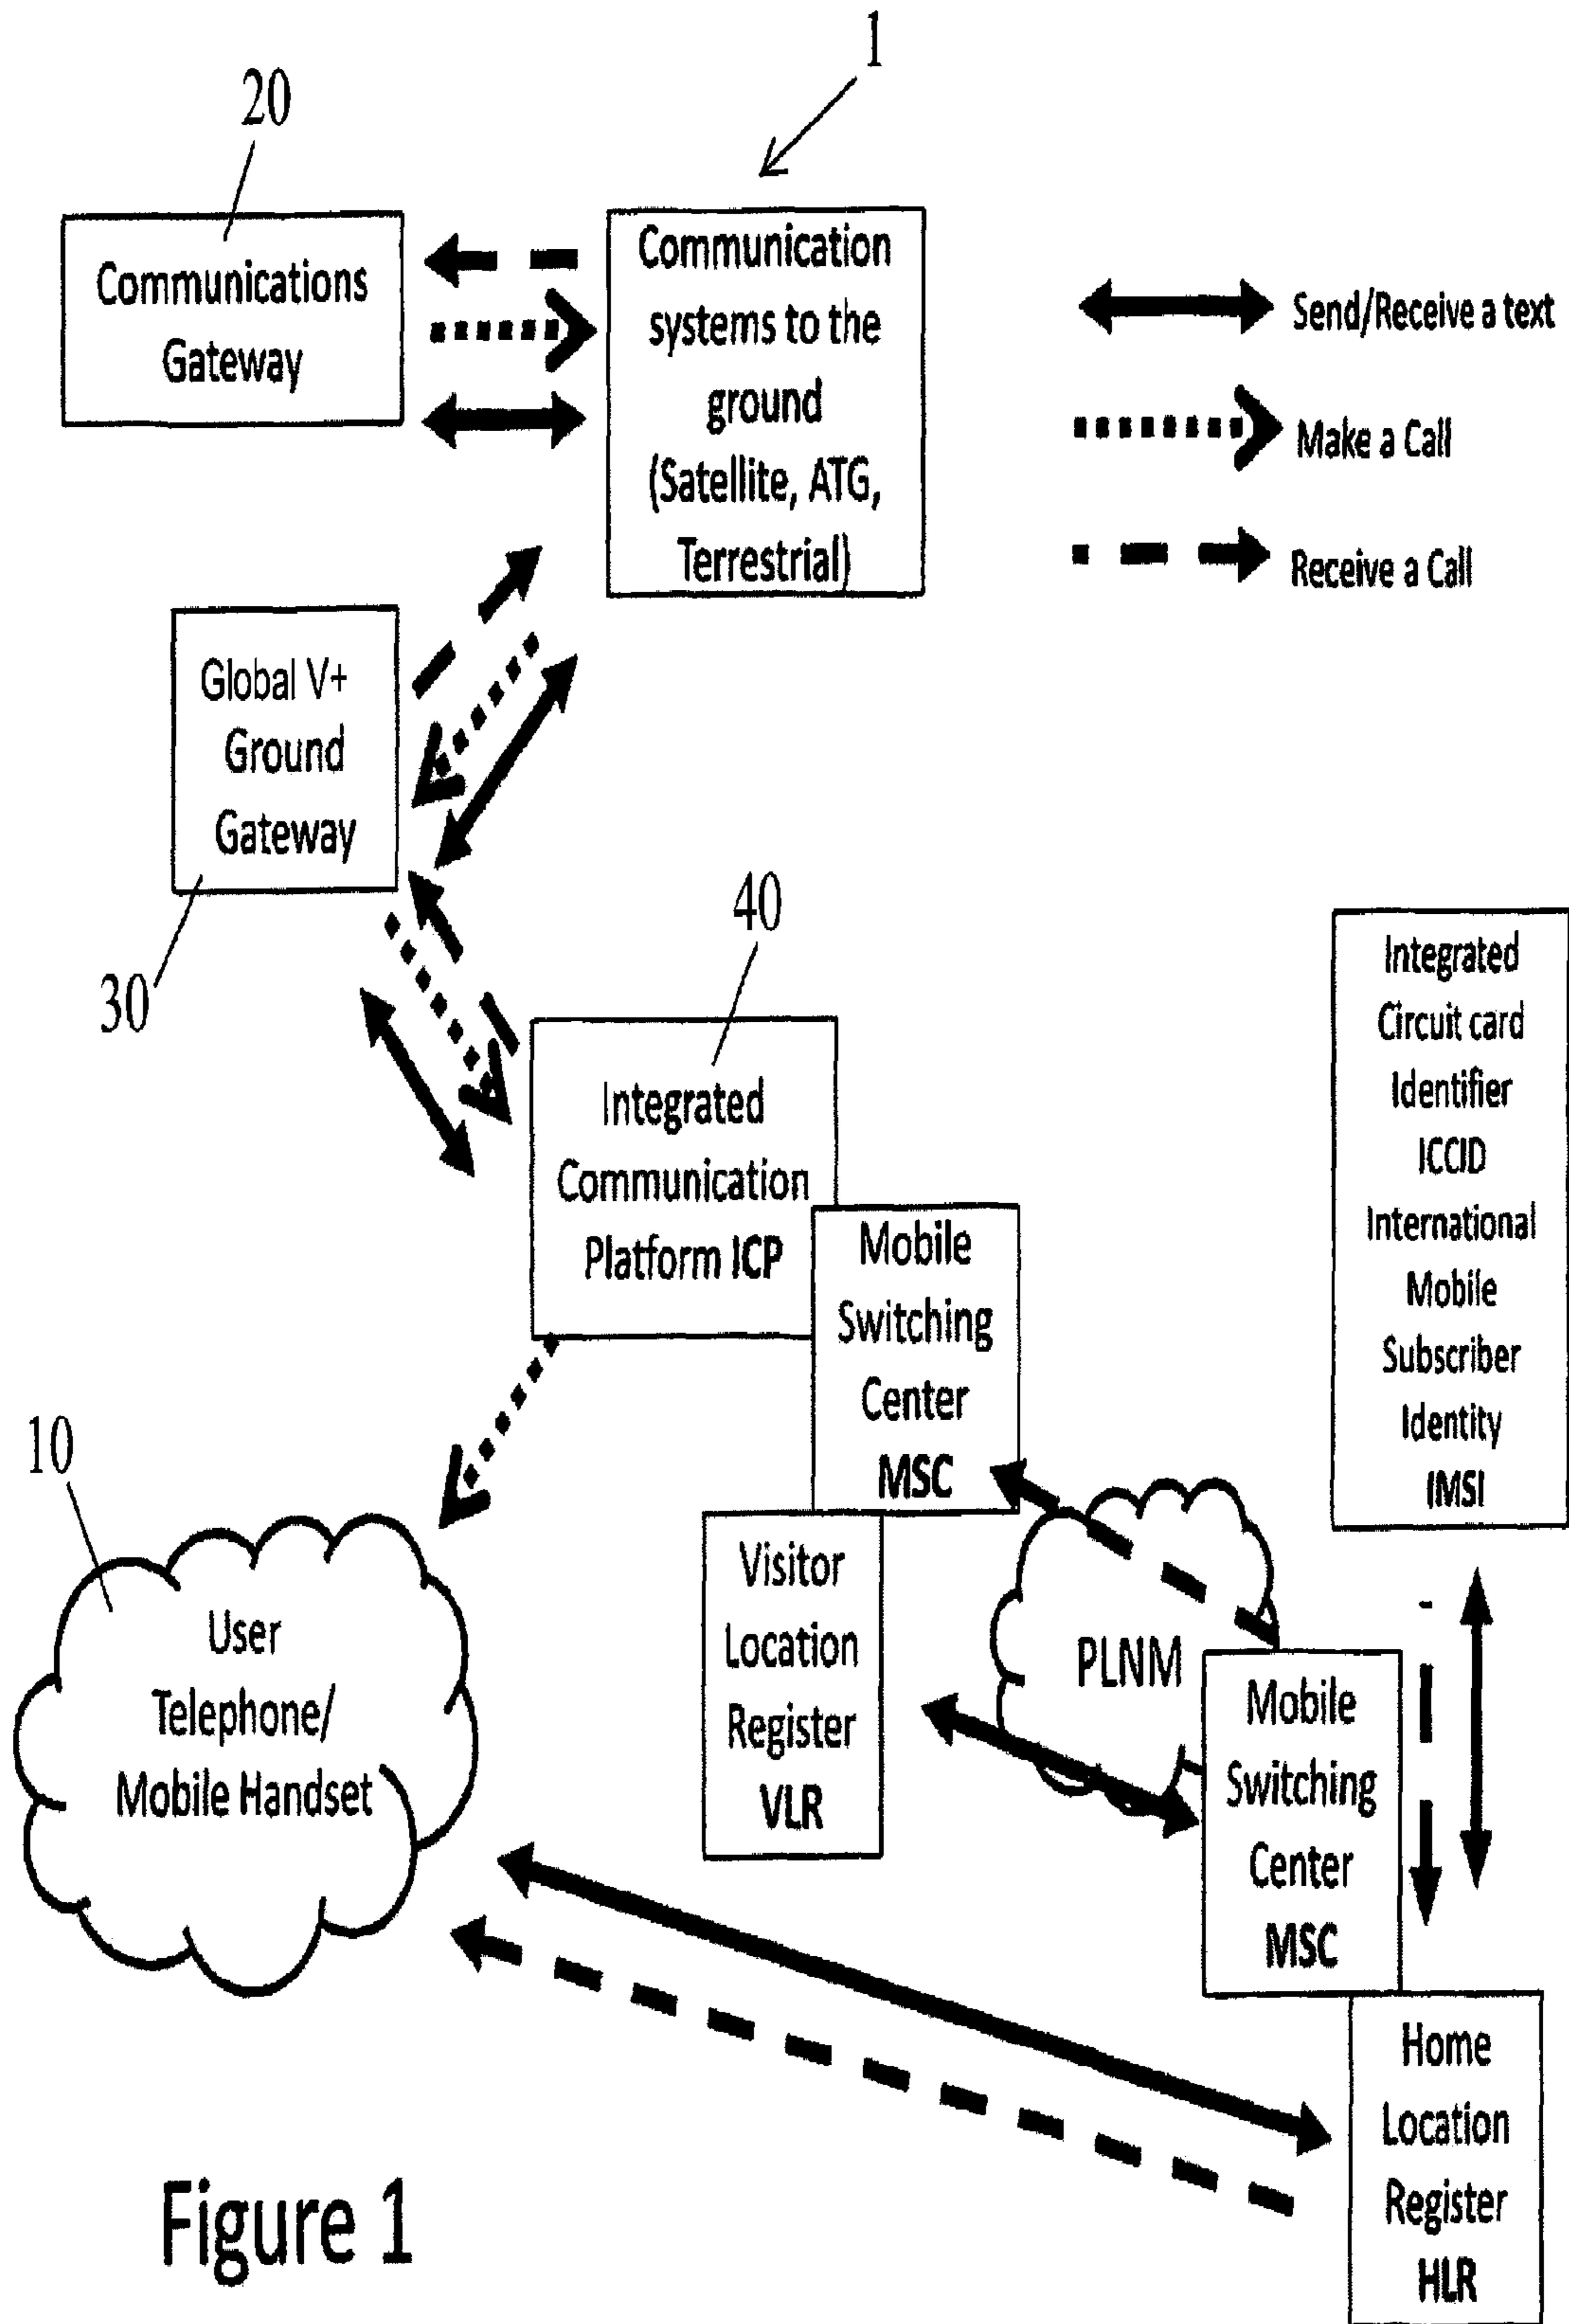 1
20
Communications
Gateway
Communication
systems to the
ground
(Satellite, ATG,
Terrestrial)
Send/Receive a text
Make a Call
Receive a Call
Global V+
Ground
Gateway
30
40
Integrated
Communication
Platform ICP
Mobile
Switching
Center
MSC
Visitor
Location
Register
VLR
Integrated
Circuit card
Identifier
ICCID
International
Mobile
Subscriber
Identity
IMSI
10
User
Telephone/
Mobile Handset
PLNM
Mobile
Switching
Center
MSC
Home
Location
Register
HLR
Figure 1